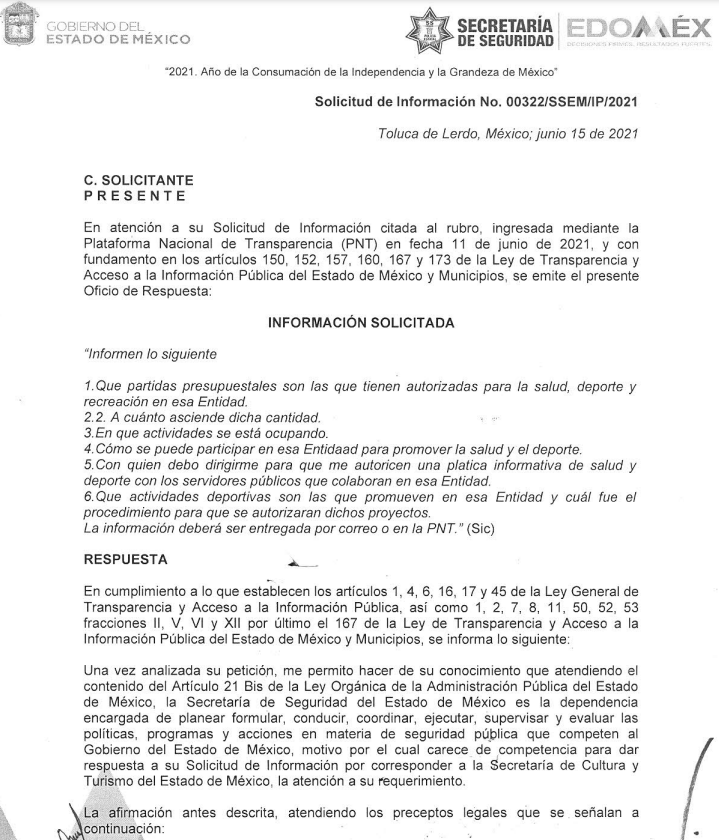 GOBIERNO DEL
ESTADO DE MÉXICO
SECRETARÍA
DE SEGURIDAD
EDOMÉX
DECISIONES FIRMES, RESULTADOS FUERTES.
“2021. Año de la Consumación de la Independencia y la Grandeza de México”
Solicitud de Información No. 00322/SSEM/IP/2021
Toluca de Lerdo, México; junio 15 de 2021
C. SOLICITANTE
P R E S E N T E
En atención a su Solicitud de Información citada al rubro, ingresada mediante la
Plataforma Nacional de Transparencia (PNT) en fecha 11 de junio de 2021, y con
fundamento en los artículos 150, 152, 157, 160, 167 y 173 de la Ley de Transparencia y
Acceso a la Información Pública del Estado de México y Municipios, se emite el presente
Oficio de Respuesta:
INFORMACIÓN SOLICITADA
“Informen lo siguiente
1.Que partidas presupuestales son las que tienen autorizadas para la salud, deporte y
recreación en esa Entidad.
2.2. A cuánto asciende dicha cantidad.
3.En que actividades se está ocupando.
4.Cómo se puede participar en esa Entidaad para promover la salud y el deporte.
5.Con quien debo dirigirme para que me autoricen una platica informativa de salud y
deporte con los servidores públicos que colaboran en esa Entidad.
6.Que actividades deportivas son las que promueven en esa Entidad y cuál fue el
procedimiento para que se autorizaran dichos proyectos.
La información deberá ser entregada por correo o en la PNT.” (Sic)
RESPUESTA
En cumplimiento a lo que establecen los artículos 1, 4, 6, 16, 17 y 45 de la Ley General de
Transparencia y Acceso a la Información Pública, así como 1, 2, 7, 8, 11, 50, 52, 53
fracciones II, V, VI y XII por último el 167 de la Ley de Transparencia y Acceso a la
Información Pública del Estado de México y Municipios, se informa lo siguiente:
Una vez analizada su petición, me permito hacer de su conocimiento que atendiendo el
contenido del Artículo 21 Bis de la Ley Orgánica de la Administración Pública del Estado
de México, la Secretaría de Seguridad del Estado de México es la dependencia
encargada de planear formular, conducir, coordinar, ejecutar, supervisar y evaluar las
políticas, programas y acciones en materia de seguridad pública que competen al
Gobierno del Estado de México, motivo por el cual carece de competencia para dar
respuesta a su Solicitud de Información por corresponder a la Secretaría de Cultura y
Turismo del Estado de México, la atención a su requerimiento.
La afirmación antes descrita, atendiendo los preceptos legales que se señalan a
continuación: